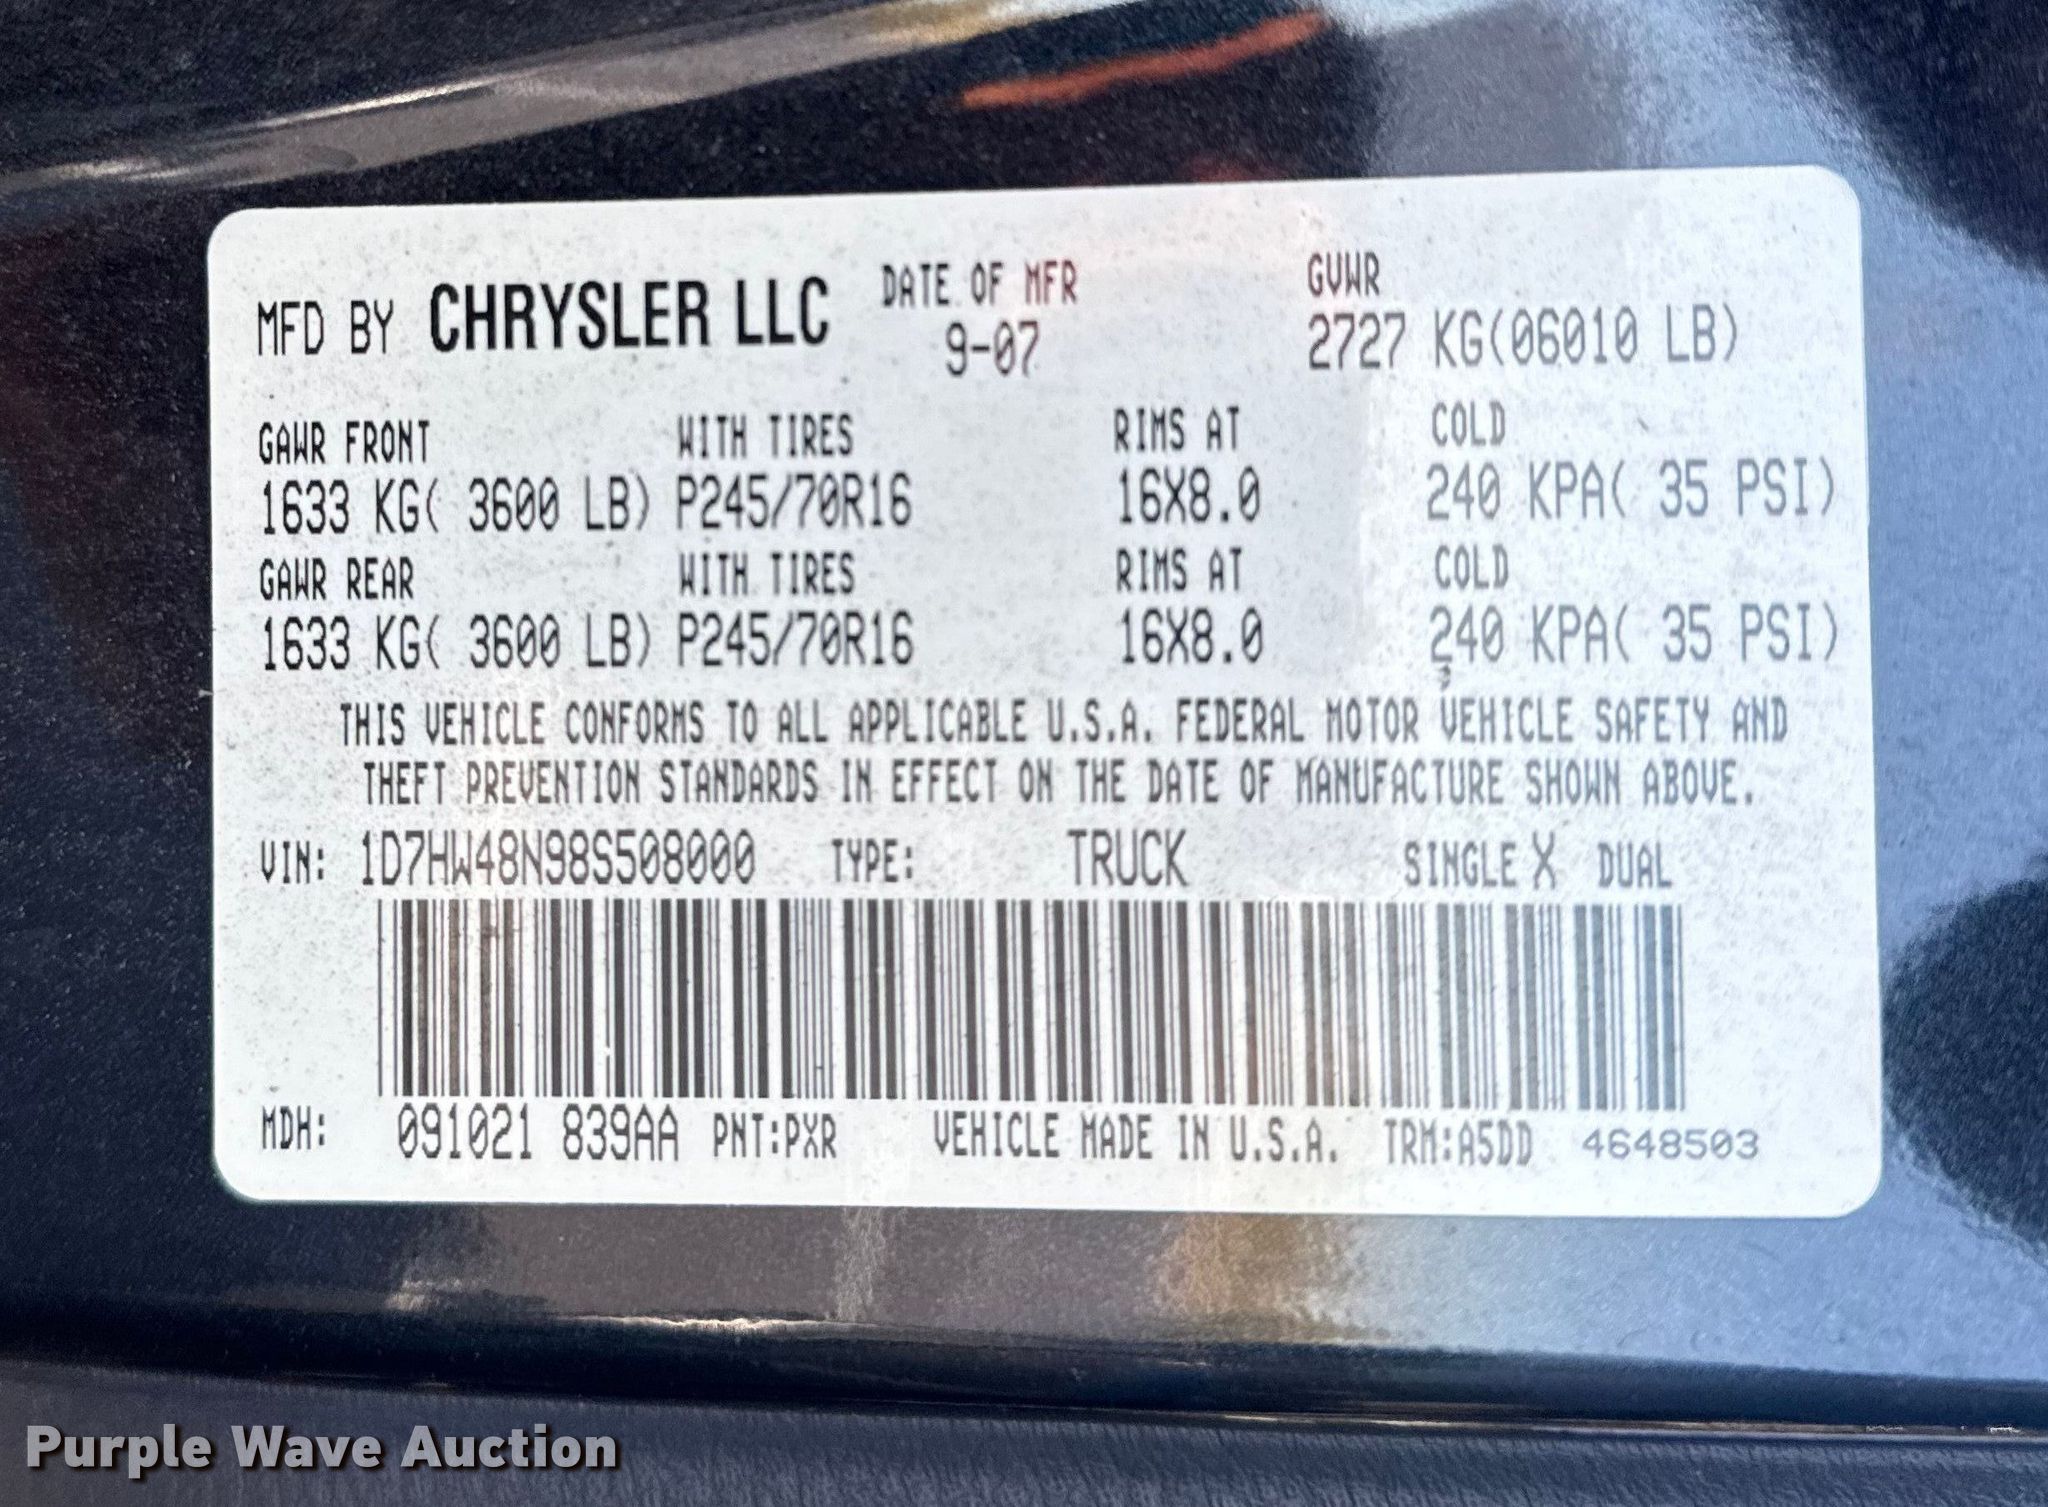 MFD BY CHRYSLER LLC DATE OF MFR GVWR
9-07 2727 KG(06010 LB)
GAWR FRONT WITH TIRES RIMS AT COLD
1633 KG( 3600 LB) P245/70R16 16X8.0 240 KPA( 35 PSI)
GAWR REAR WITH TIRES RIMS AT COLD
1633 KG( 3600 LB) P245/70R16 16X8.0 240 KPA( 35 PSI)
THIS VEHICLE CONFORMS TO ALL APPLICABLE U.S.A. FEDERAL MOTOR VEHICLE SAFETY AND
THEFT PREVENTION STANDARDS IN EFFECT ON THE DATE OF MANUFACTURE SHOWN ABOVE.
VIN: 1D7HW48N98S508000 TYPE: TRUCK SINGLE X DUAL
MDH: 091021 839AA PNT:PXR VEHICLE MADE IN U.S.A. TRM:A5DD 4648503
Purple Wave Auction